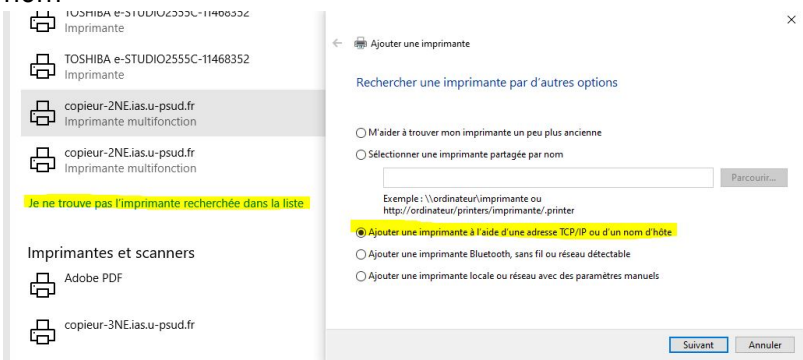 nom
TOSHIBA e-STUDIO2555C-11468352
Imprimante
TOSHIBA e-STUDIO2555C-11468352
Imprimante
copieur-2NE.ias.u-psud.fr
Imprimante multifonction
copieur-2NE.ias.u-psud.fr
Imprimante multifonction
Je ne trouve pas l'imprimante recherchée dans la liste
Imprimantes et scanners
Adobe PDF
copieur-3NE.ias.u-psud.fr
Ajouter une imprimante
Rechercher une imprimante par d'autres options
M'aider à trouver mon imprimante un peu plus ancienne
Sélectionner une imprimante partagée par nom
Parcourir...
Exemple : \\ordinateur\imprimante ou
http://ordinateur/printers/imprimante/.printer
Ajouter une imprimante à l'aide d'une adresse TCP/IP ou d'un nom d'hôte
Ajouter une imprimante Bluetooth, sans fil ou réseau détectable
Ajouter une imprimante locale ou réseau avec des paramètres manuels
Suivant Annuler